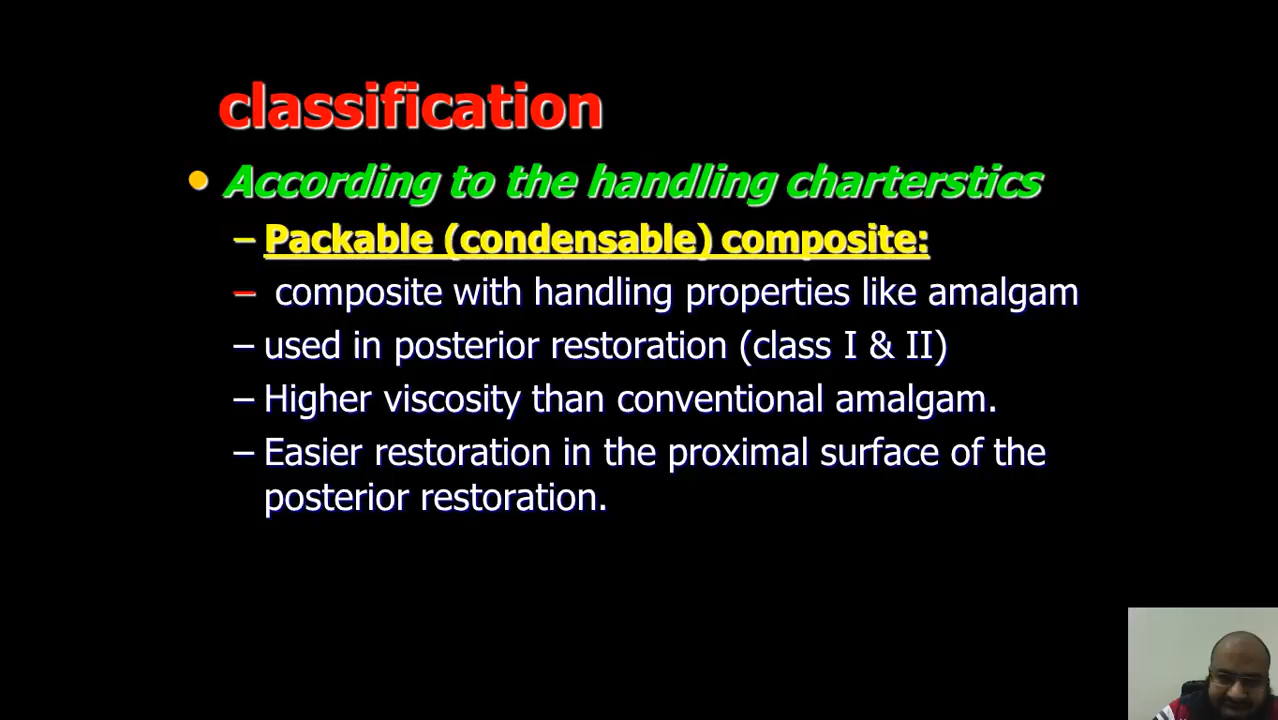 classification
• According to the handling charterstics
– Packable (condensable) composite:
– composite with handling properties like amalgam
– used in posterior restoration (class I & II)
– Higher viscosity than conventional amalgam.
– Easier restoration in the proximal surface of the
posterior restoration.